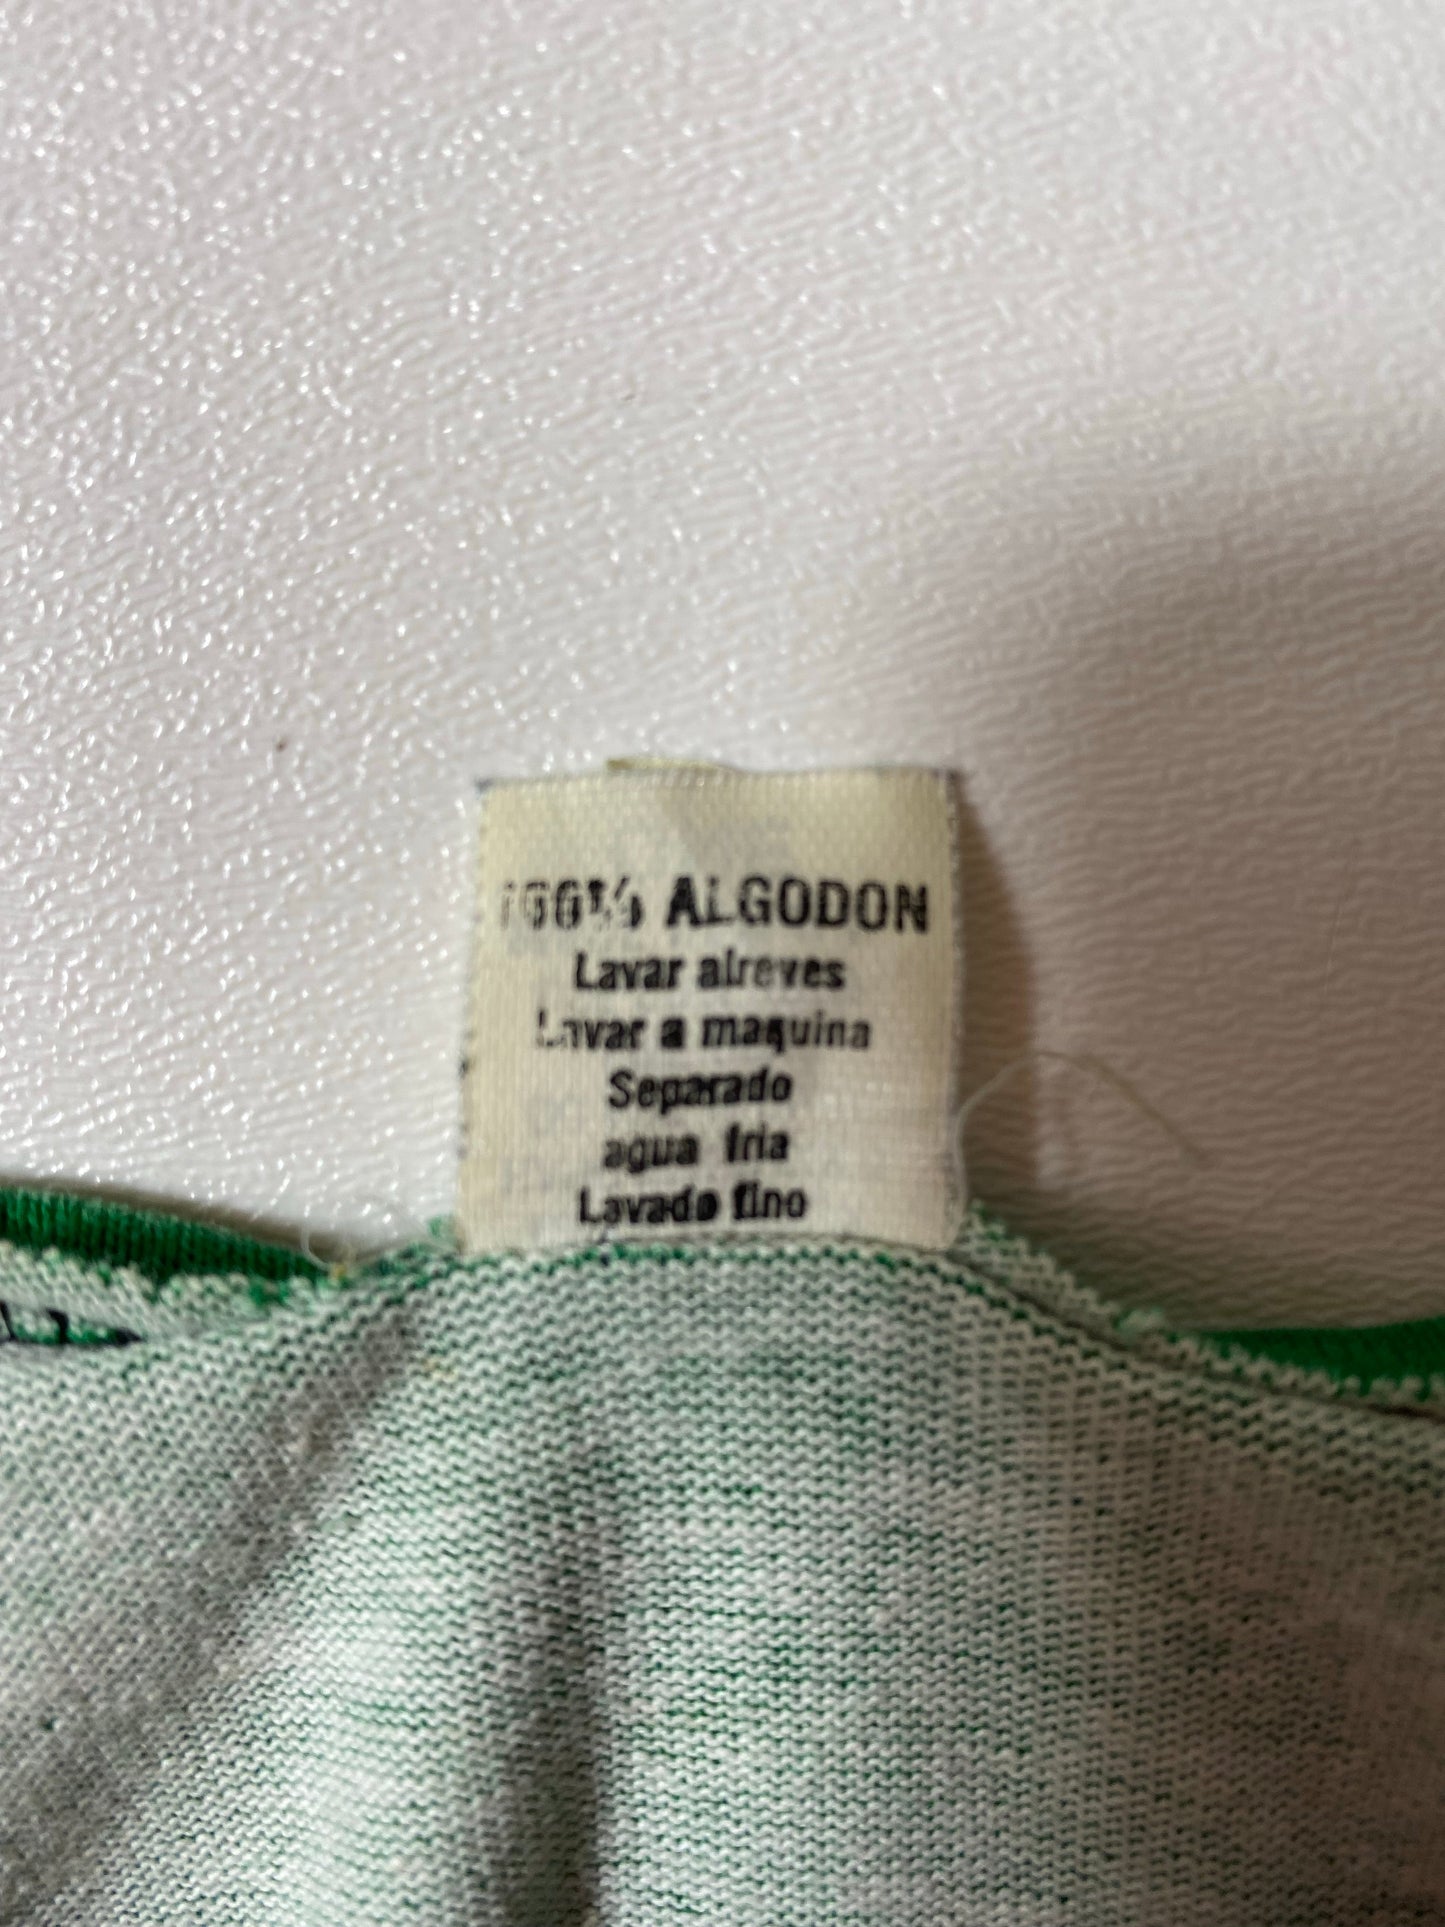 100% ALGODON
Lavar alreves
Lavar a maquina
Separado
agua fria
Lavado fino